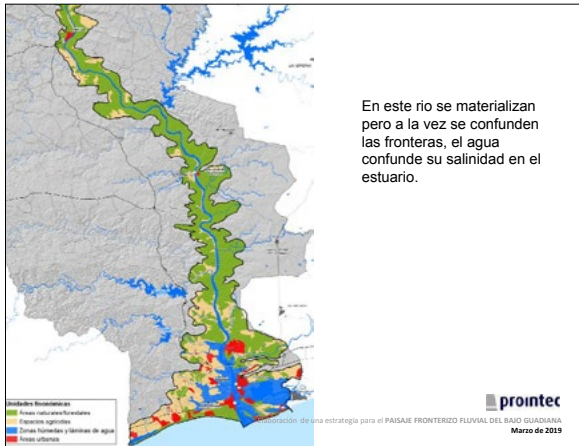 En este rio se materializan
pero a la vez se confunden
las fronteras, el agua
confunde su salinidad en el
estuario.
Unidades Económicas
Áreas naturales/forestales
Espacios agrícolas
Zonas húmedas y láminas de agua
Áreas urbanas
prointec
Elaboración de una estrategia para el PAISAJE FRONTERIZO FLUVIAL DEL BAJO GUADIANA
Marzo de 2019